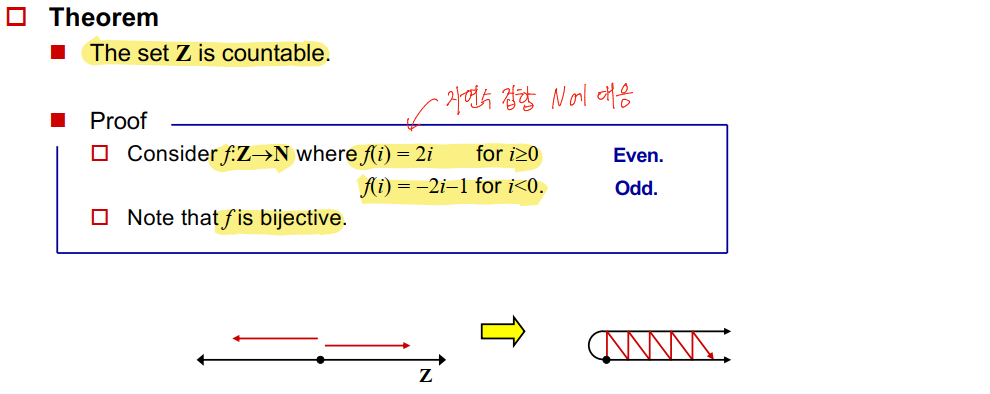 Theorem
The set Z is countable.
자연수 집합 N에 대응
Proof
Consider f:Z→N where f(i) = 2i for i≥0 Even.
f(i) = –2i–1 for i<0. Odd.
Note that f is bijective.
Z